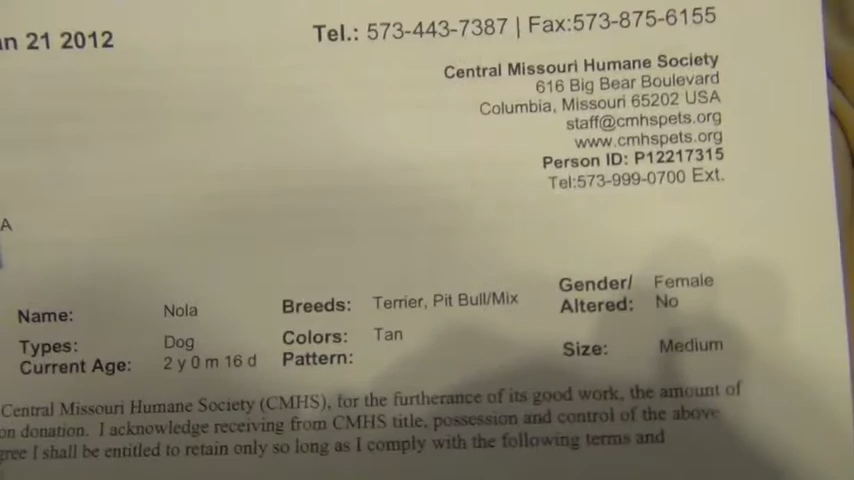 n 21 2012
Tel.: 573-443-7387 | Fax:573-875-6155
Central Missouri Humane Society
616 Big Bear Boulevard
Columbia, Missouri 65202 USA
staff@cmhspets.org
www.cmhspets.org
Person ID: P12217315
Tel:573-999-0700 Ext.
A
Name: Nola Breeds: Terrier, Pit Bull/Mix Gender/ Female
Altered: No
Types: Dog Colors: Tan
Current Age: 2 y 0 m 16 d Pattern: Size: Medium
Central Missouri Humane Society (CMHS), for the furtherance of its good work, the amount of
on donation. I acknowledge receiving from CMHS title, possession and control of the above
gree I shall be entitled to retain only so long as I comply with the following terms and